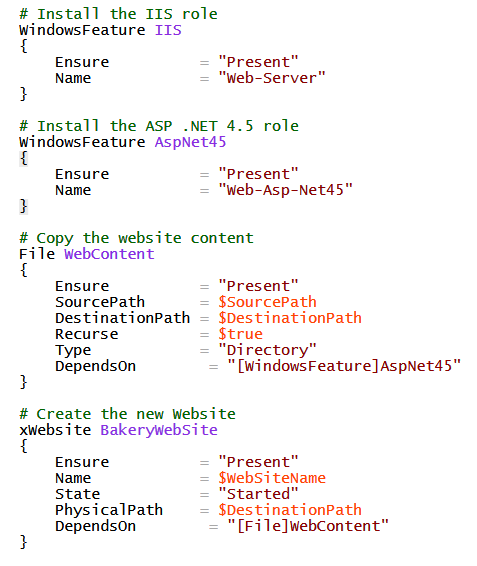 # Install the IIS role
WindowsFeature IIS
{
    Ensure          = "Present"
    Name            = "Web-Server"
}
# Install the ASP .NET 4.5 role
WindowsFeature AspNet45
{
    Ensure          = "Present"
    Name            = "Web-Asp-Net45"
}
# Copy the website content
File WebContent
{
    Ensure          = "Present"
    SourcePath      = $SourcePath
    DestinationPath = $DestinationPath
    Recurse         = $true
    Type            = "Directory"
    DependsOn        = "[WindowsFeature]AspNet45"
}
# Create the new Website
xWebsite BakeryWebSite
{
    Ensure          = "Present"
    Name            = $WebSiteName
    State           = "Started"
    PhysicalPath    = $DestinationPath
    DependsOn        = "[File]WebContent"
}